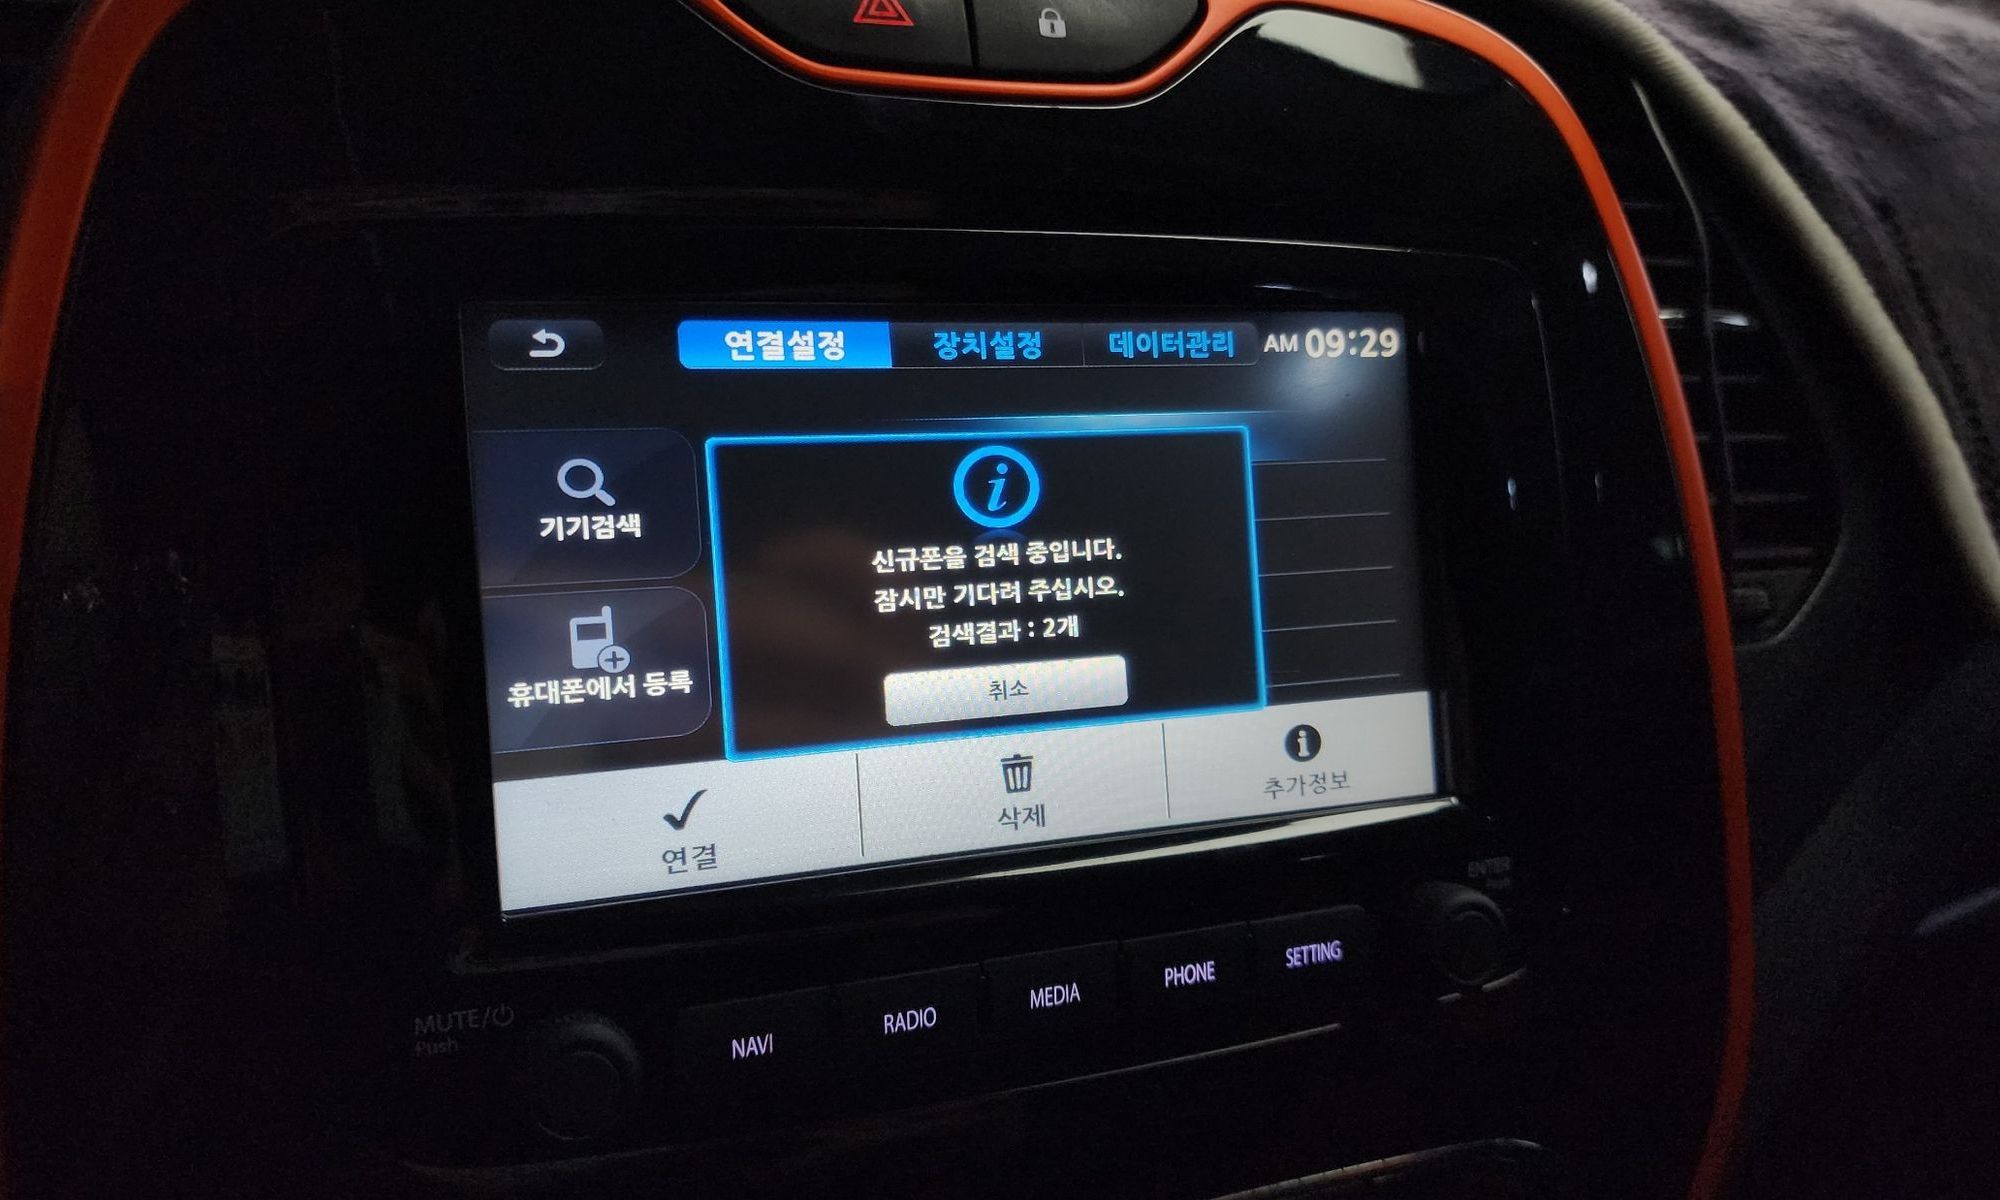 연결설정 장치설정 데이터관리 AM 09:29
기기검색
휴대폰에서 등록
신규폰을 검색 중입니다.
잠시만 기다려 주십시오.
검색결과 : 2개
취소
연결
삭제
추가정보
MUTE/
Push
NAVI
RADIO
MEDIA
PHONE
SETTING
ENTER